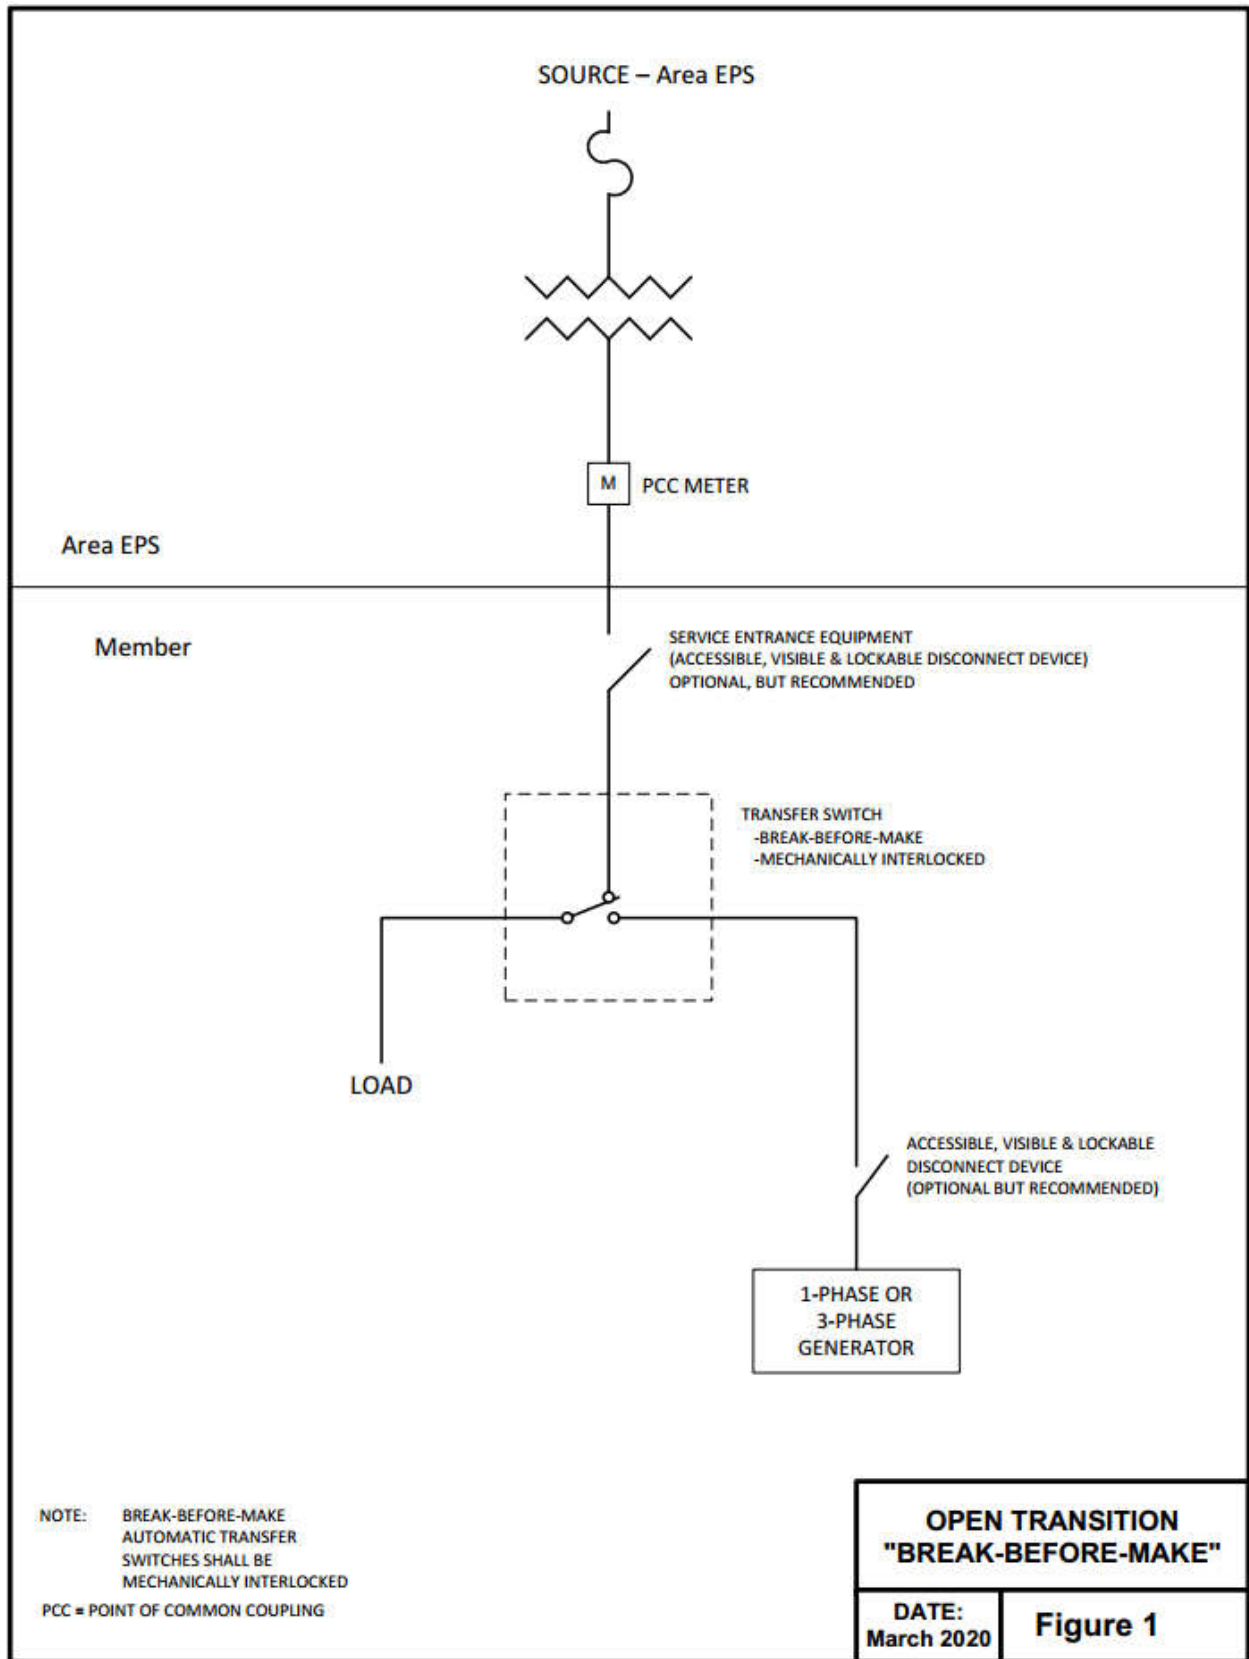 SOURCE – Area EPS
M
PCC METER
Area EPS
Member
SERVICE ENTRANCE EQUIPMENT
(ACCESSIBLE, VISIBLE & LOCKABLE DISCONNECT DEVICE)
OPTIONAL, BUT RECOMMENDED
TRANSFER SWITCH
-BREAK-BEFORE-MAKE
-MECHANICALLY INTERLOCKED
LOAD
ACCESSIBLE, VISIBLE & LOCKABLE
DISCONNECT DEVICE
(OPTIONAL BUT RECOMMENDED)
1-PHASE OR
3-PHASE
GENERATOR
NOTE: BREAK-BEFORE-MAKE
AUTOMATIC TRANSFER
SWITCHES SHALL BE
MECHANICALLY INTERLOCKED
PCC = POINT OF COMMON COUPLING
OPEN TRANSITION
"BREAK-BEFORE-MAKE"
DATE:
March 2020
Figure 1